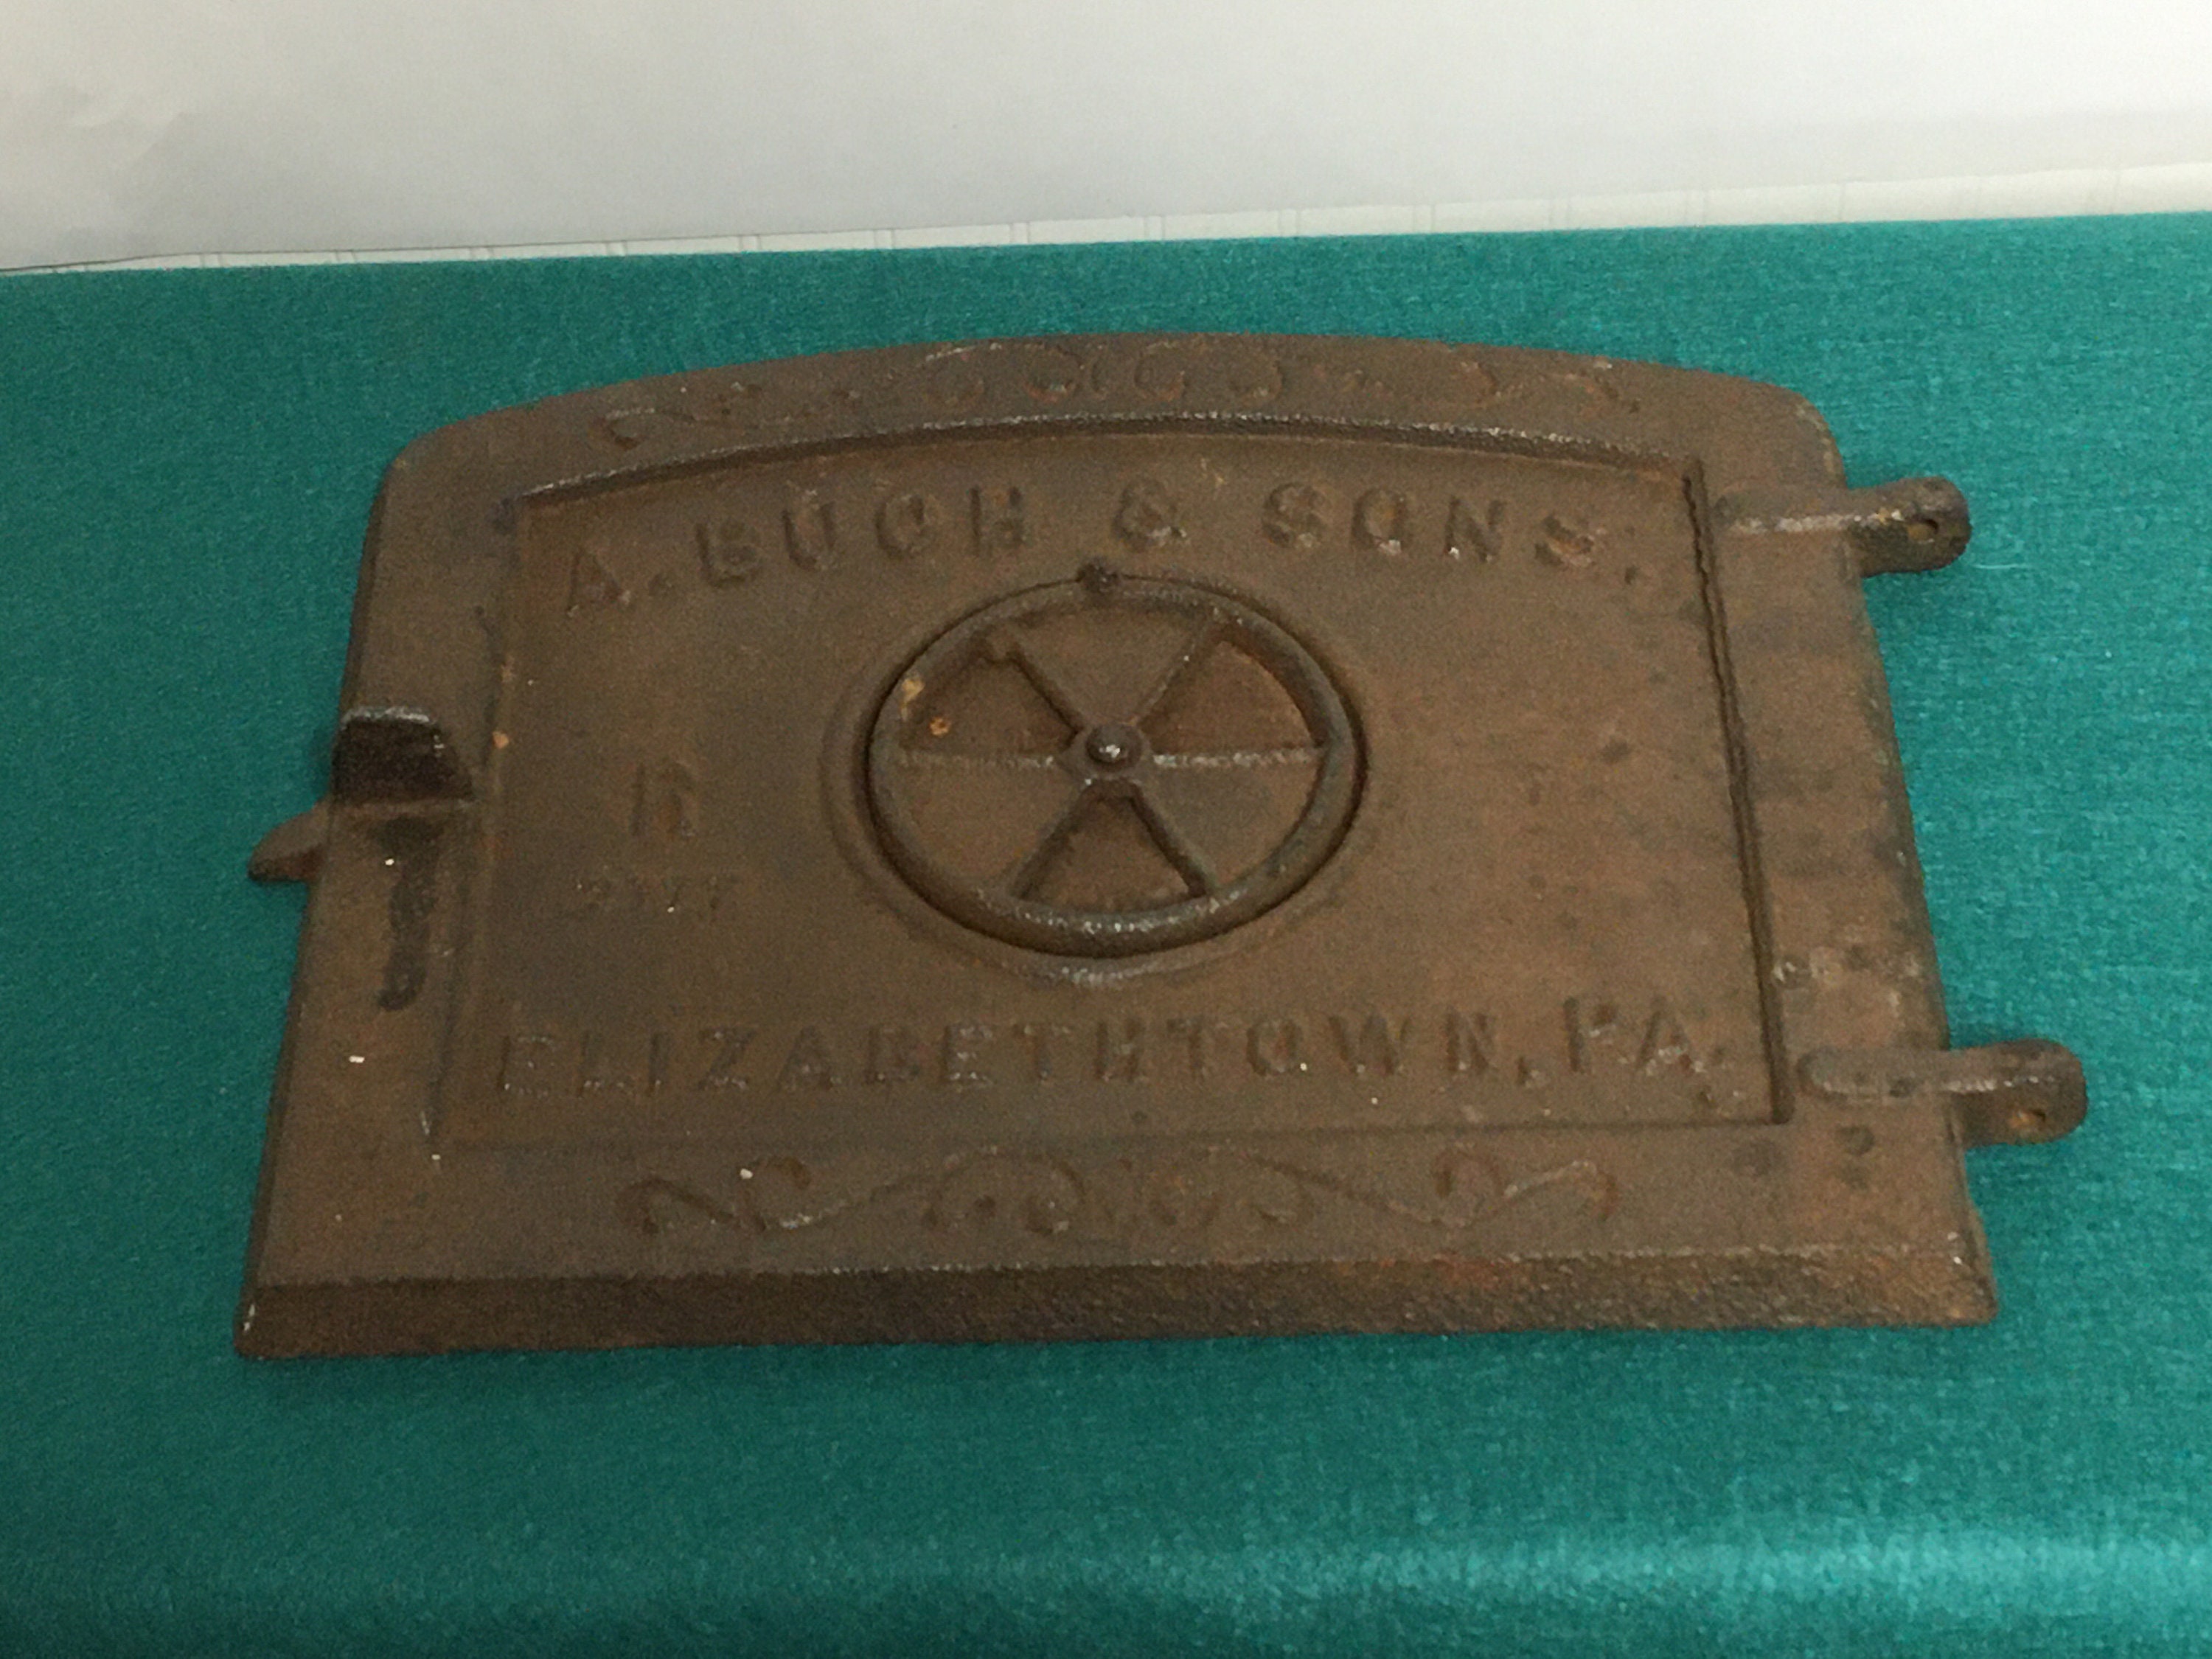 A. BUCH & SONS.
ELIZABETHTOWN, PA.